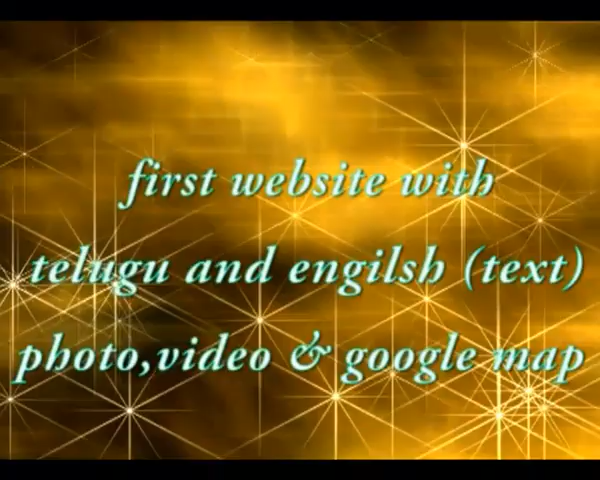 first website with
telugu and engilsh (text)
photo,video & google map